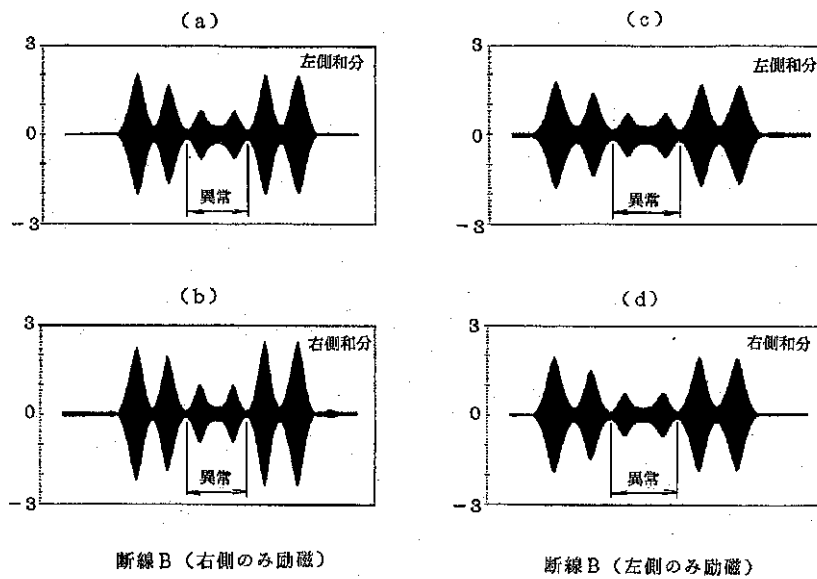 (a)
3
左側和分
0
異常
-3
(c)
3
左側和分
0
異常
-3
(b)
3
右側和分
0
異常
-3
(d)
3
右側和分
0
異常
-3
断線B(右側のみ励磁)
断線B(左側のみ励磁)